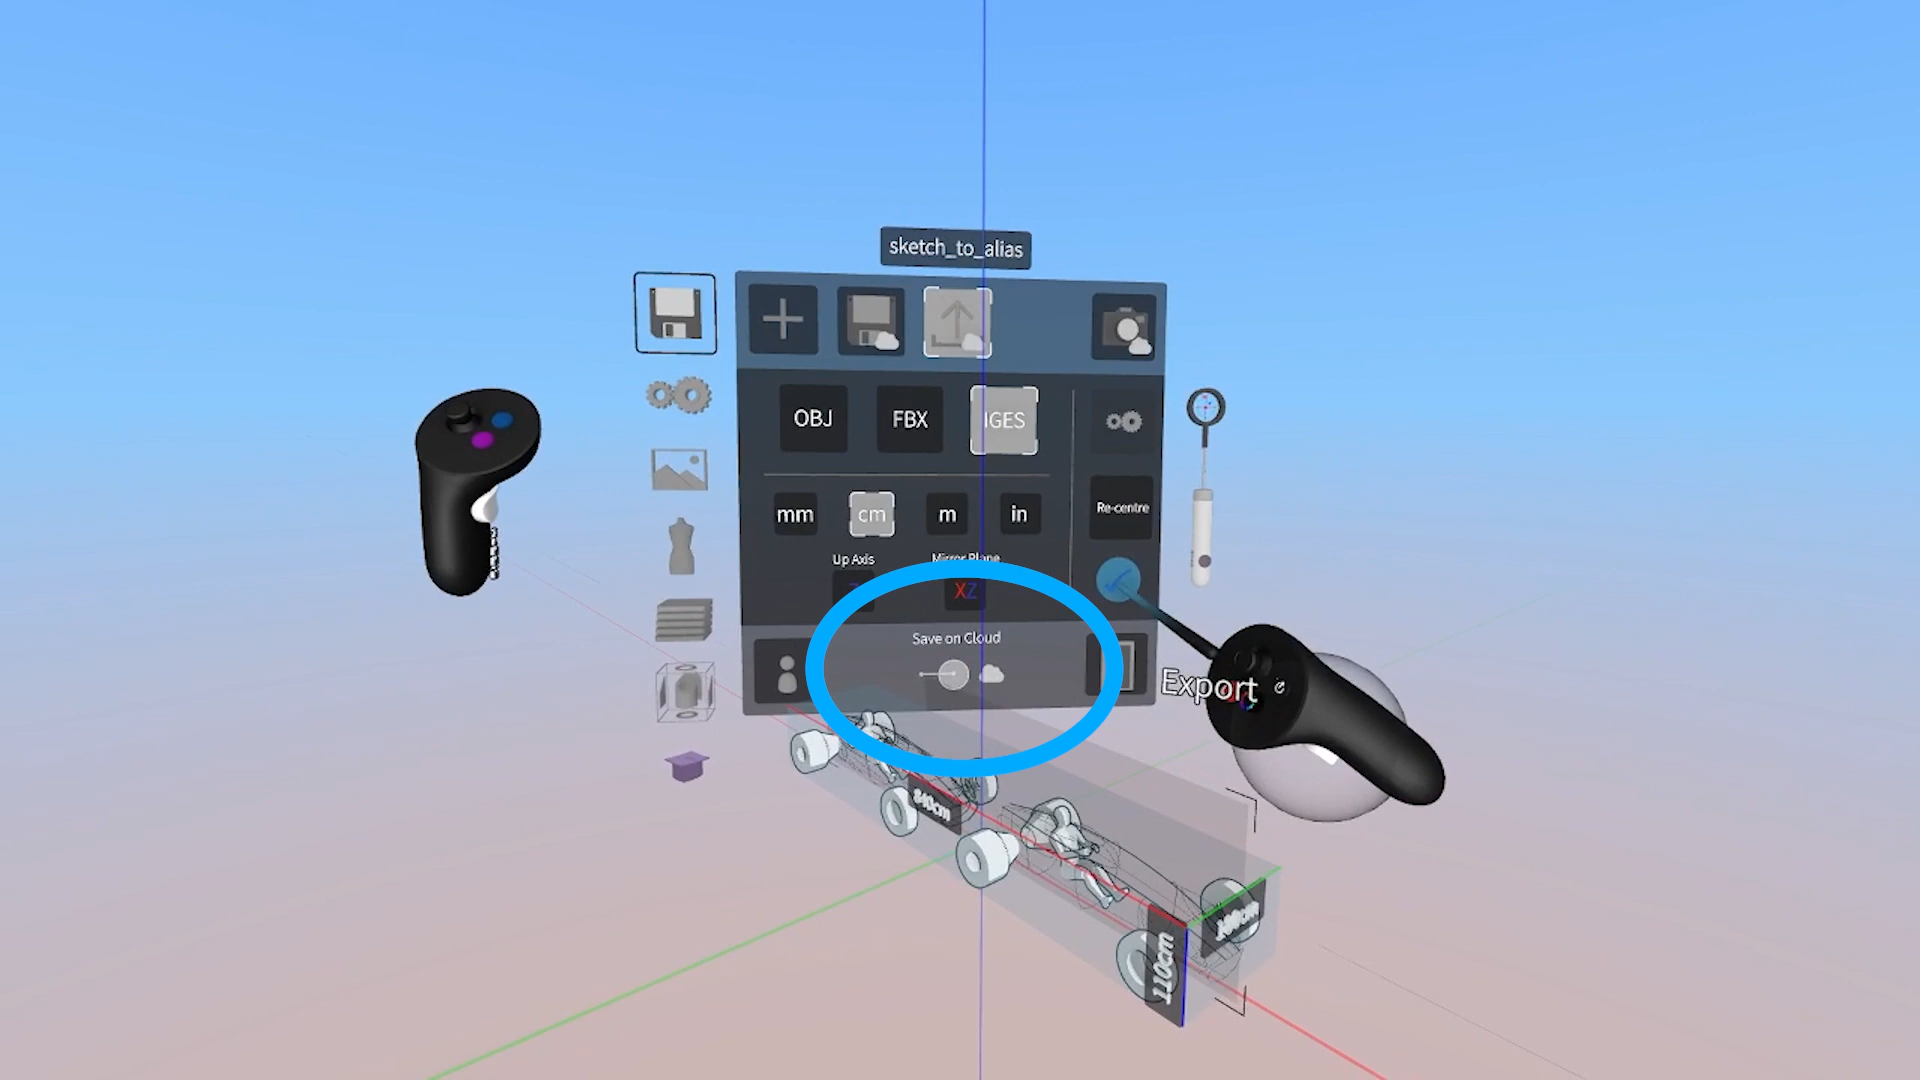 sketch_to_alias
OBJ
FBX
IGES
mm
cm
m
in
Re-centre
Up Axis
Mirror Plane
XZ
Save on Cloud
Export
110cm